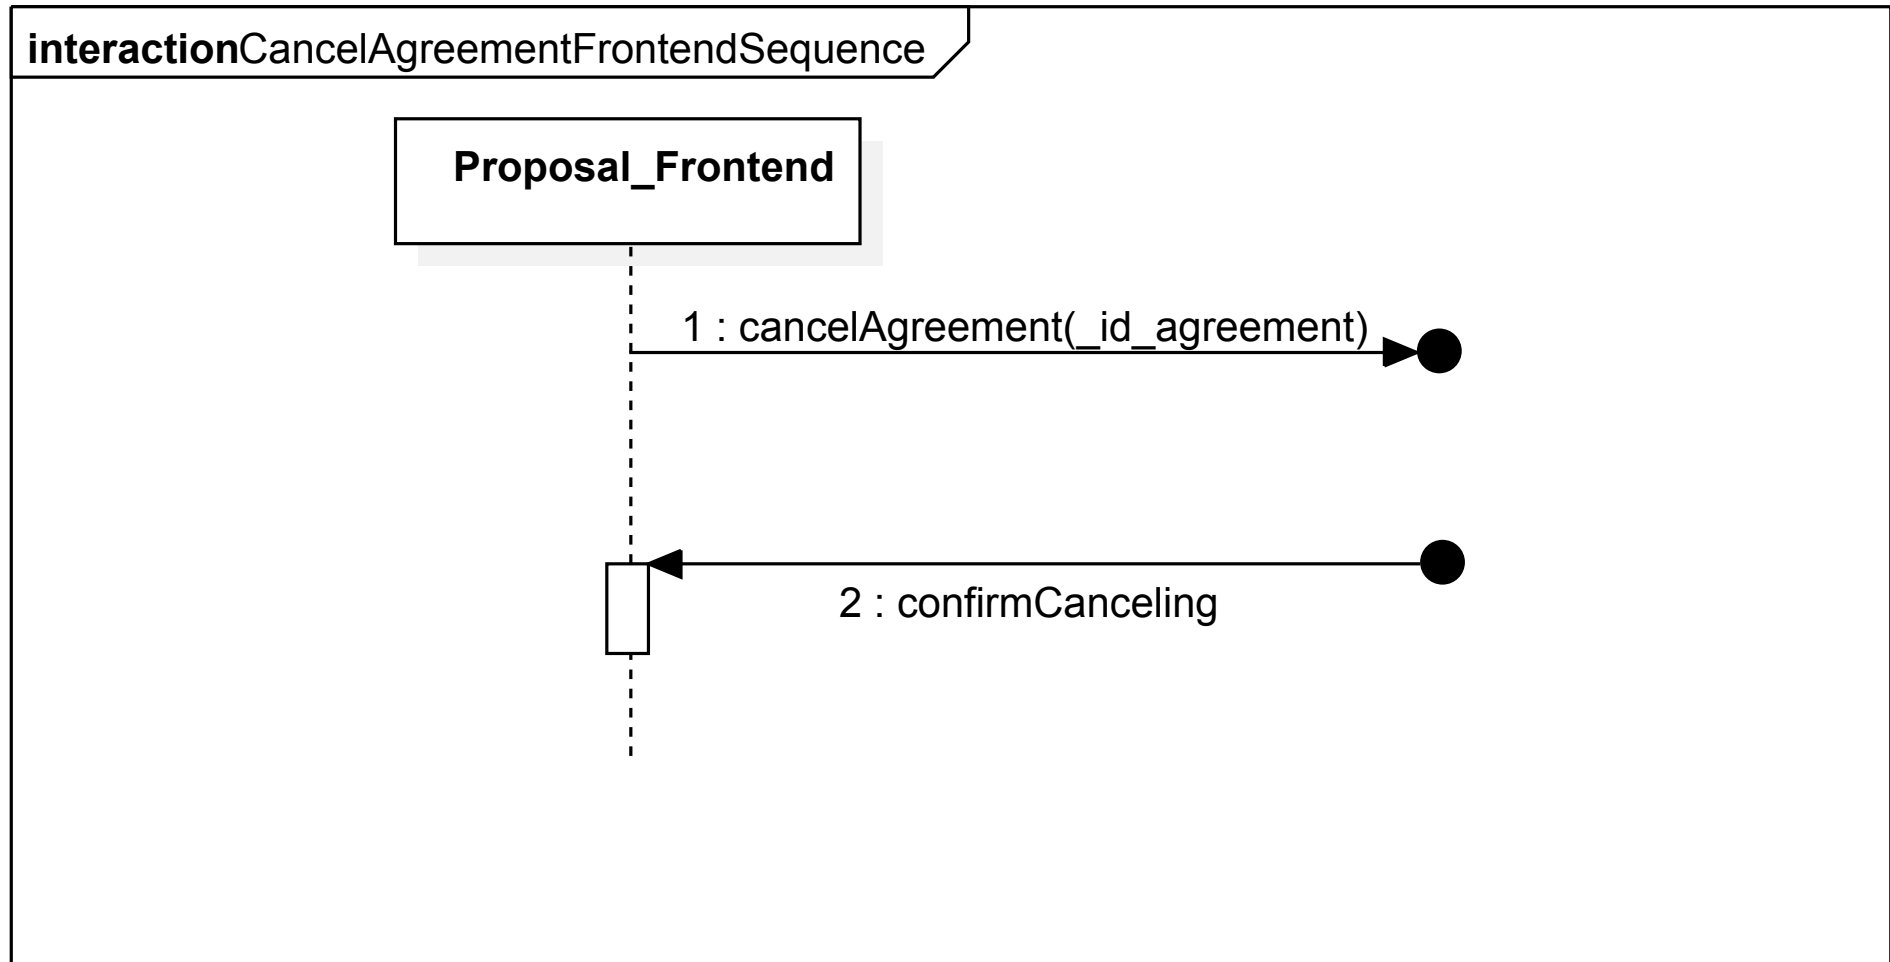 interactionCancelAgreementFrontendSequence
Proposal_Frontend
1 : cancelAgreement(_id_agreement)
2 : confirmCanceling